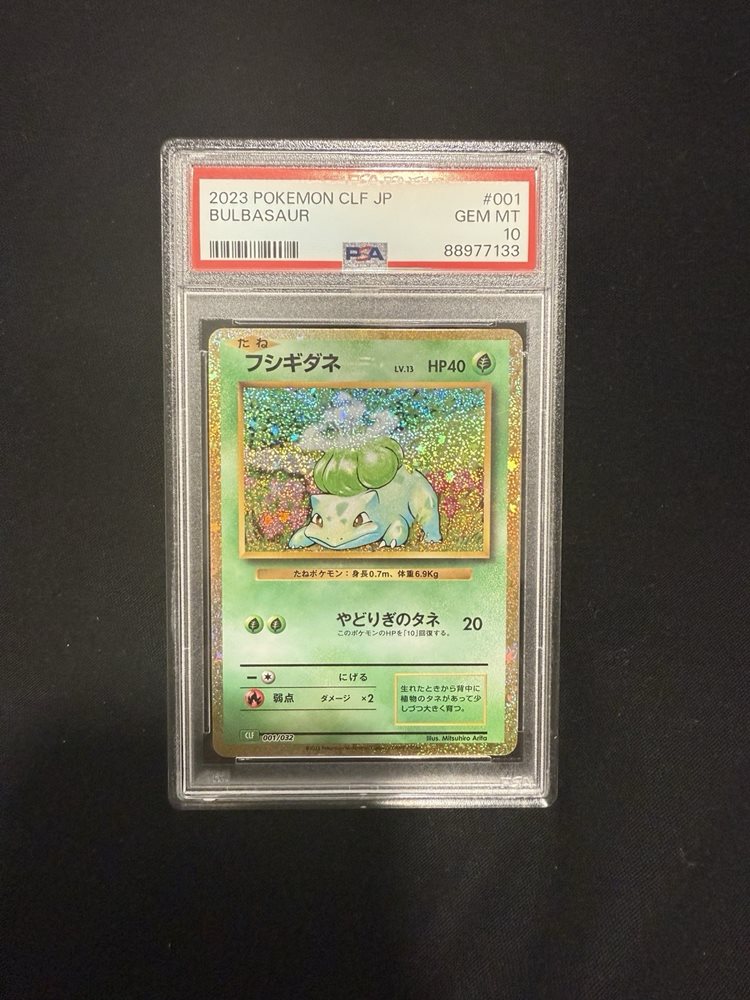 2023 POKEMON CLF JP #001
BULBASAUR GEM MT
10
PSA 88977133
たね
フシギダネ LV.13 HP40
たねポケモン：身長0.7m、体重6.9Kg
やどりぎのタネ 20
このポケモンのHPを「10」回復する。
にげる
弱点 ダメージ ×2
生れたときから背中に
植物のタネがあって少
しづつ大きく育つ。
CLF 001/032 Illus. Mitsuhiro Arita
©2023 Pokémon